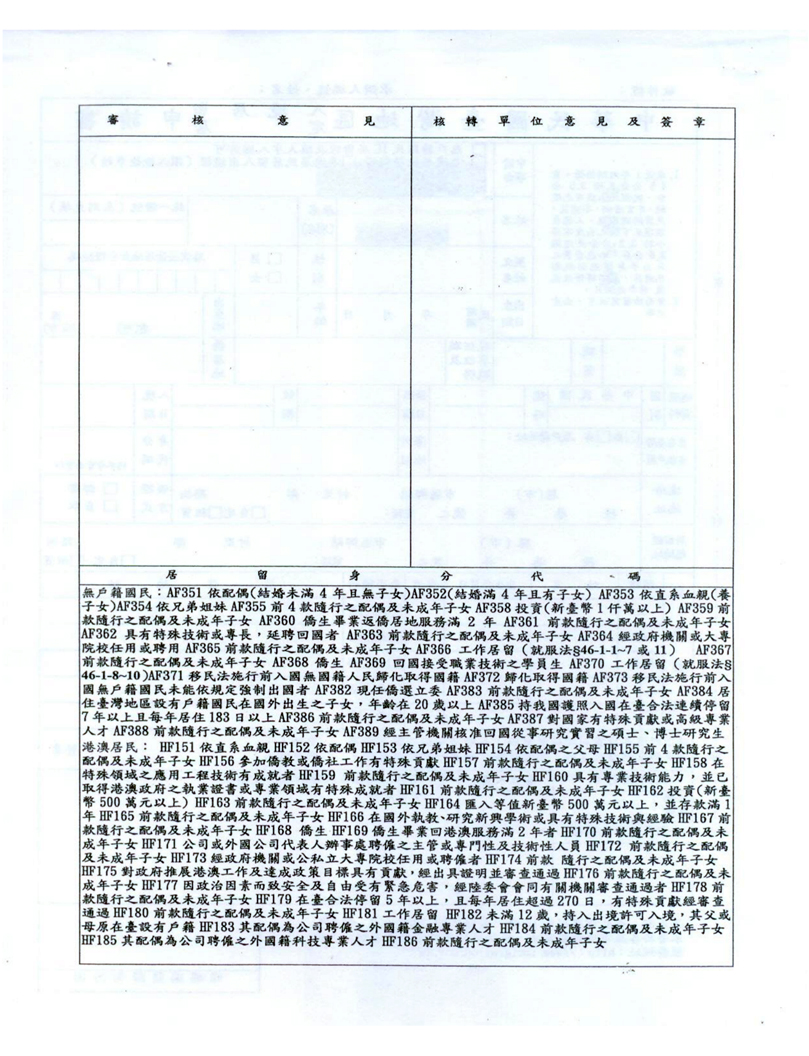 審核意見
核轉單位意見及簽章
居留身分代碼
無戶籍國民：AF351 依配偶(結婚未滿 4 年且無子女)AF352(結婚滿 4 年且有子女) AF353 依直系血親(養
子女)AF354 依兄弟姐妹 AF355 前 4 款隨行之配偶及未成年子女 AF358 投資(新臺幣 1 仟萬以上) AF359 前
款隨行之配偶及未成年子女 AF360 僑生畢業返僑居地服務滿 2 年 AF361 前款隨行之配偶及未成年子女
AF362 具有特殊技術或專長，延聘回國者 AF363 前款隨行之配偶及未成年子女 AF364 經政府機關或大專
院校任用或聘用 AF365 前款隨行之配偶及未成年子女 AF366 工作居留 (就服法§46-1-1~7 或 11) AF367
前款隨行之配偶及未成年子女 AF368 僑生 AF369 回國接受職業技術之學員生 AF370 工作居留 (就服法§
46-1-8~10)AF371 移民法施行前入國無國籍人民歸化取得國籍 AF372 歸化取得國籍 AF373 移民法施行前入
國無戶籍國民未能依規定強制出國者 AF382 現任僑選立委 AF383 前款隨行之配偶及未成年子女 AF384 居
住臺灣地區設有戶籍國民在國外出生之子女，年齡在 20 歲以上 AF385 持我國護照入國在臺合法連續停留
7 年以上且每年居住 183 日以上 AF386 前款隨行之配偶及未成年子女 AF387 對國家有特殊貢獻或高級專業
人才 AF388 前款隨行之配偶及未成年子女 AF389 經主管機關核准回國從事研究實習之碩士、博士研究生
港澳居民： HF151 依直系血親 HF152 依配偶 HF153 依兄弟姐妹 HF154 依配偶之父母 HF155 前 4 款隨行之
配偶及未成年子女 HF156 參加僑教或僑社工作有特殊貢獻 HF157 前款隨行之配偶及未成年子女 HF158 在
特殊領域之應用工程技術有成就者 HF159 前款隨行之配偶及未成年子女 HF160 具有專業技術能力，並已
取得港澳政府之執業證書或專業領域有特殊成就者 HF161 前款隨行之配偶及未成年子女 HF162 投資(新臺
幣 500 萬元以上) HF163 前款隨行之配偶及未成年子女 HF164 匯入等值新臺幣 500 萬元以上，並存款滿 1
年 HF165 前款隨行之配偶及未成年子女 HF166 在國外執教、研究新興學術或具有特殊技術與經驗 HF167 前
款隨行之配偶及未成年子女 HF168 僑生 HF169 僑生畢業回港澳服務滿 2 年者 HF170 前款隨行之配偶及未
成年子女 HF171 公司或外國公司代表人辦事處聘僱之主管或專門性及技術性人員 HF172 前款隨行之配偶
及未成年子女 HF173 經政府機關或公私立大專院校任用或聘僱者 HF174 前款 隨行之配偶及未成年子女
HF175 對政府推展港澳工作及達成政策目標具有貢獻，經出具證明並審查通過 HF176 前款隨行之配偶及未
成年子女 HF177 因政治因素而致安全及自由受有緊急危害，經陸委會會同有關機關審查通過者 HF178 前
款隨行之配偶及未成年子女 HF179 在臺合法停留 5 年以上，且每年居住超過 270 日，有特殊貢獻經審查
通過 HF180 前款隨行之配偶及未成年子女 HF181 工作居留 HF182 未滿 12 歲，持入出境許可入境，其父或
母原在臺設有戶籍 HF183 其配偶為公司聘僱之外國籍金融專業人才 HF184 前款隨行之配偶及未成年子女
HF185 其配偶為公司聘僱之外國籍科技專業人才 HF186 前款隨行之配偶及未成年子女